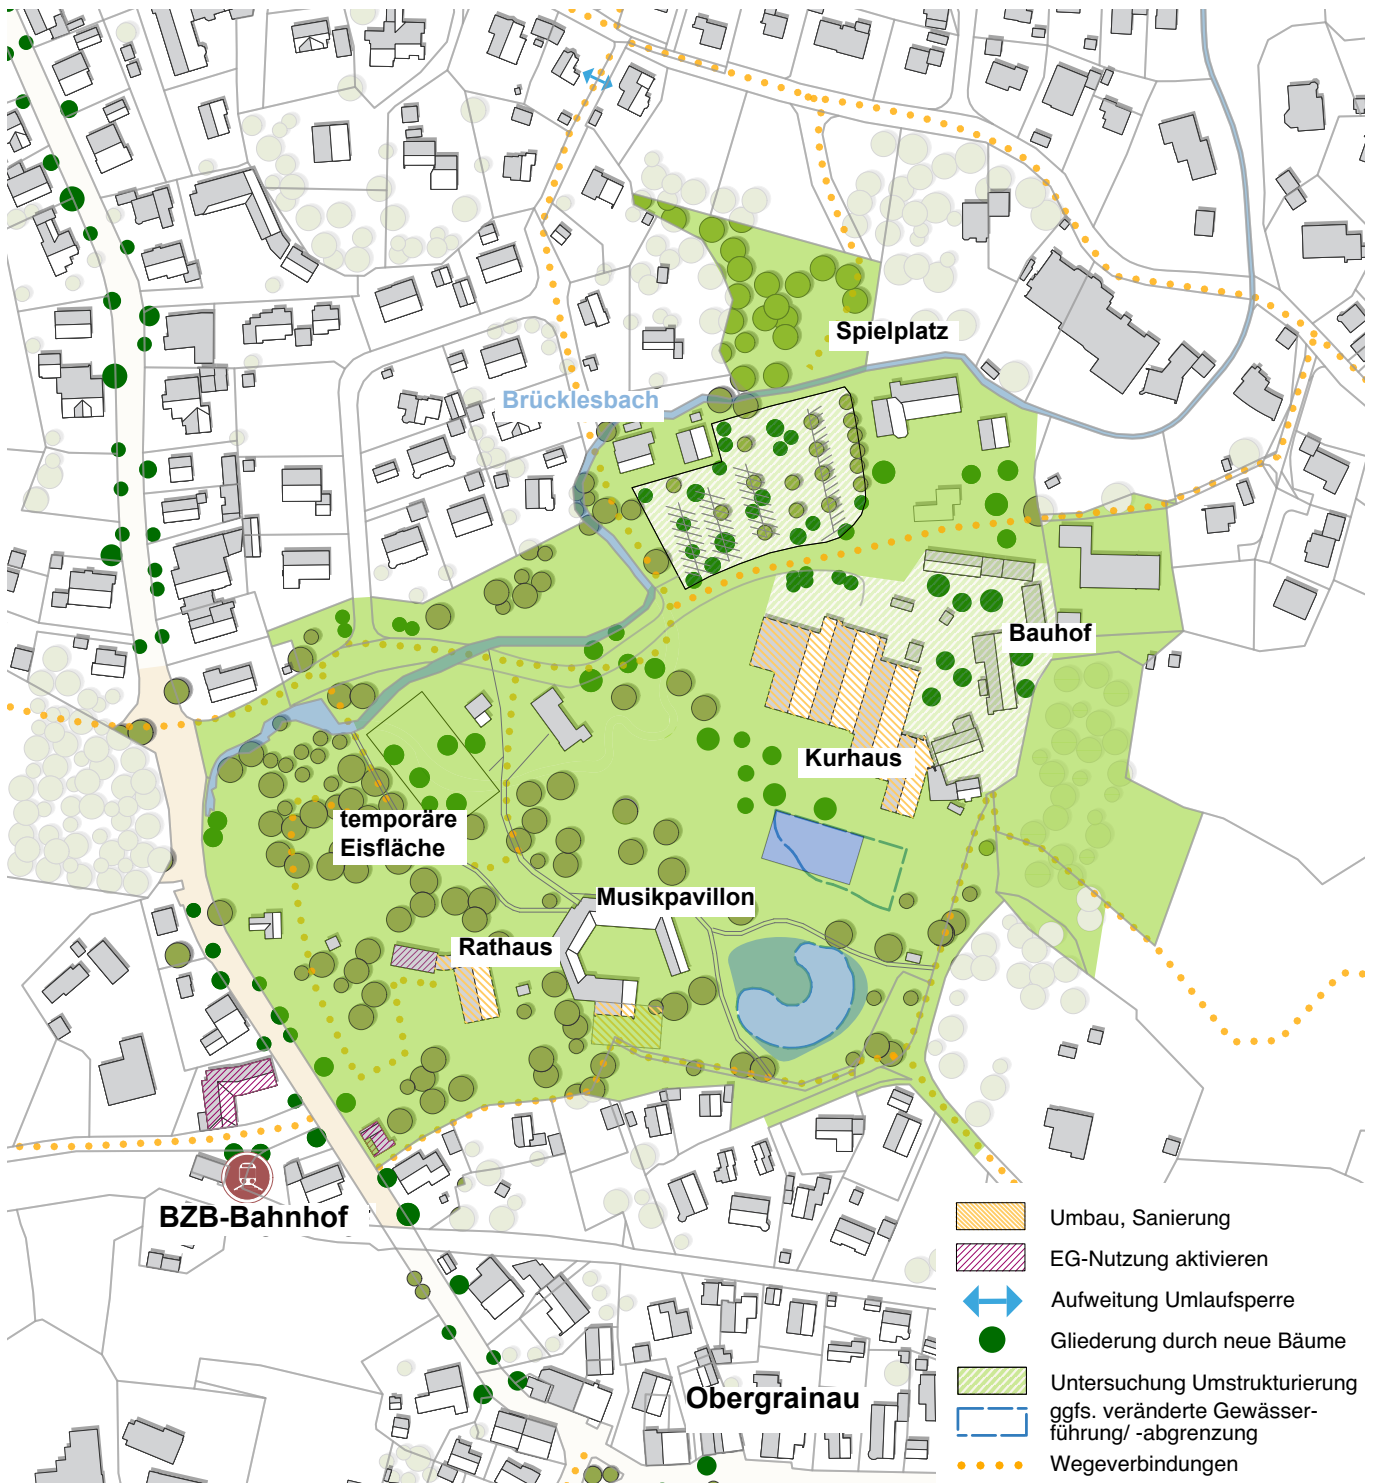 Spielplatz
Brücklesbach
Bauhof
Kurhaus
temporäre
Eisfläche
Musikpavillon
Rathaus
BZB-Bahnhof
Obergrainau
Umbau, Sanierung
EG-Nutzung aktivieren
Aufweitung Umlaufsperre
Gliederung durch neue Bäume
Untersuchung Umstrukturierung
ggfs. veränderte Gewässer-
führung/ -abgrenzung
Wegeverbindungen